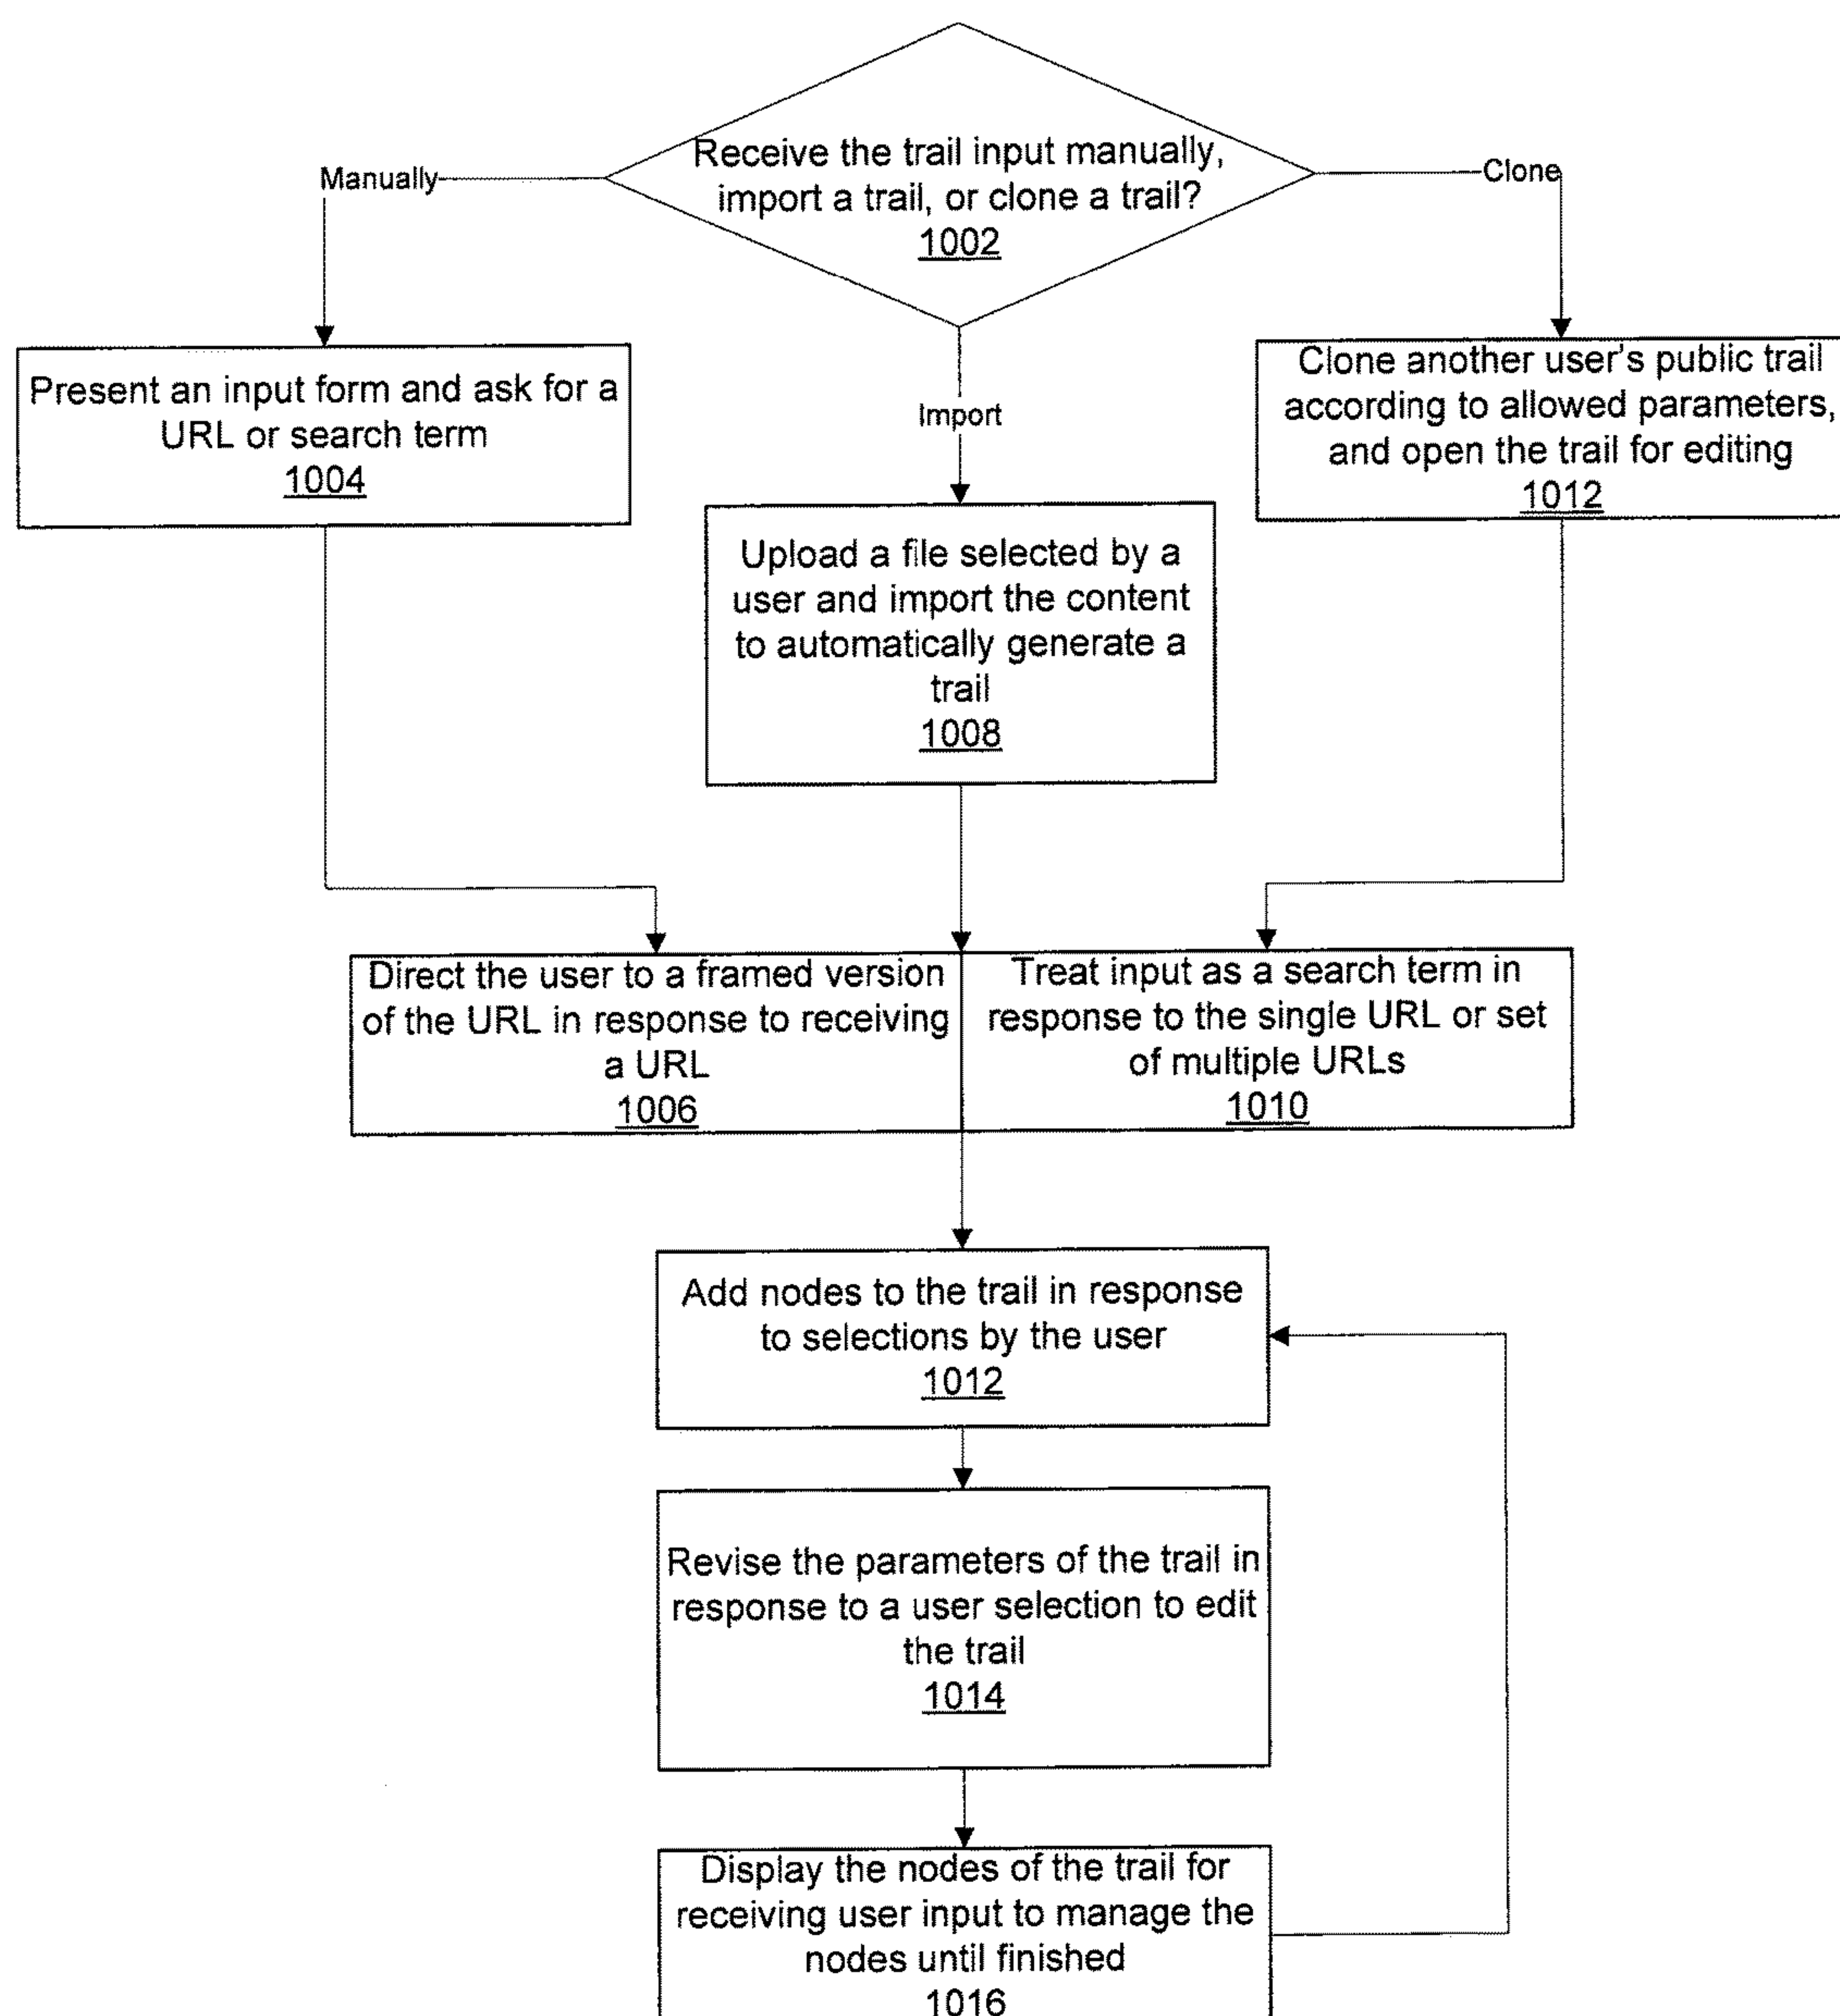 Receive the trail input manually,
import a trail, or clone a trail?
1002
Manually
Clone
Import
Present an input form and ask for a
URL or search term
1004
Upload a file selected by a
user and import the content
to automatically generate a
trail
1008
Clone another user's public trail
according to allowed parameters,
and open the trail for editing
1012
Direct the user to a framed version
of the URL in response to receiving
a URL
1006
Treat input as a search term in
response to the single URL or set
of multiple URLs
1010
Add nodes to the trail in response
to selections by the user
1012
Revise the parameters of the trail in
response to a user selection to edit
the trail
1014
Display the nodes of the trail for
receiving user input to manage the
nodes until finished
1016